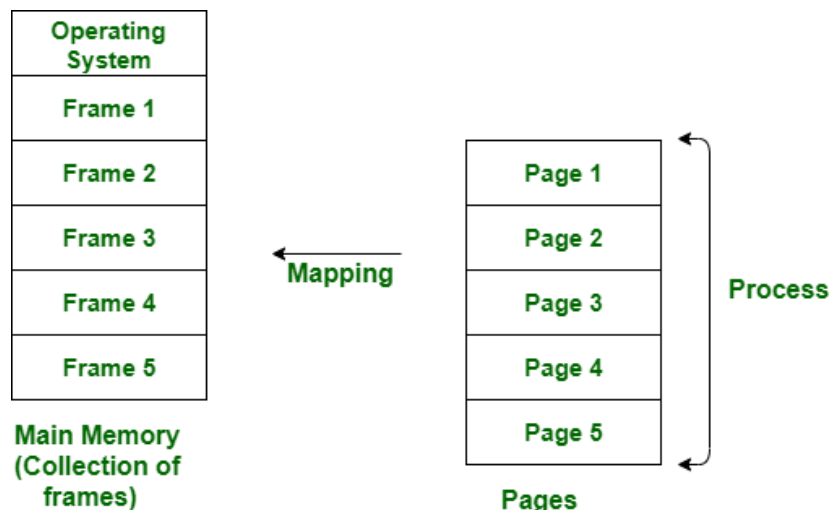 Operating
System
Frame 1
Frame 2
Frame 3
Frame 4
Frame 5
Main Memory
(Collection of
frames)
Mapping
Page 1
Page 2
Page 3
Page 4
Page 5
Pages
Process